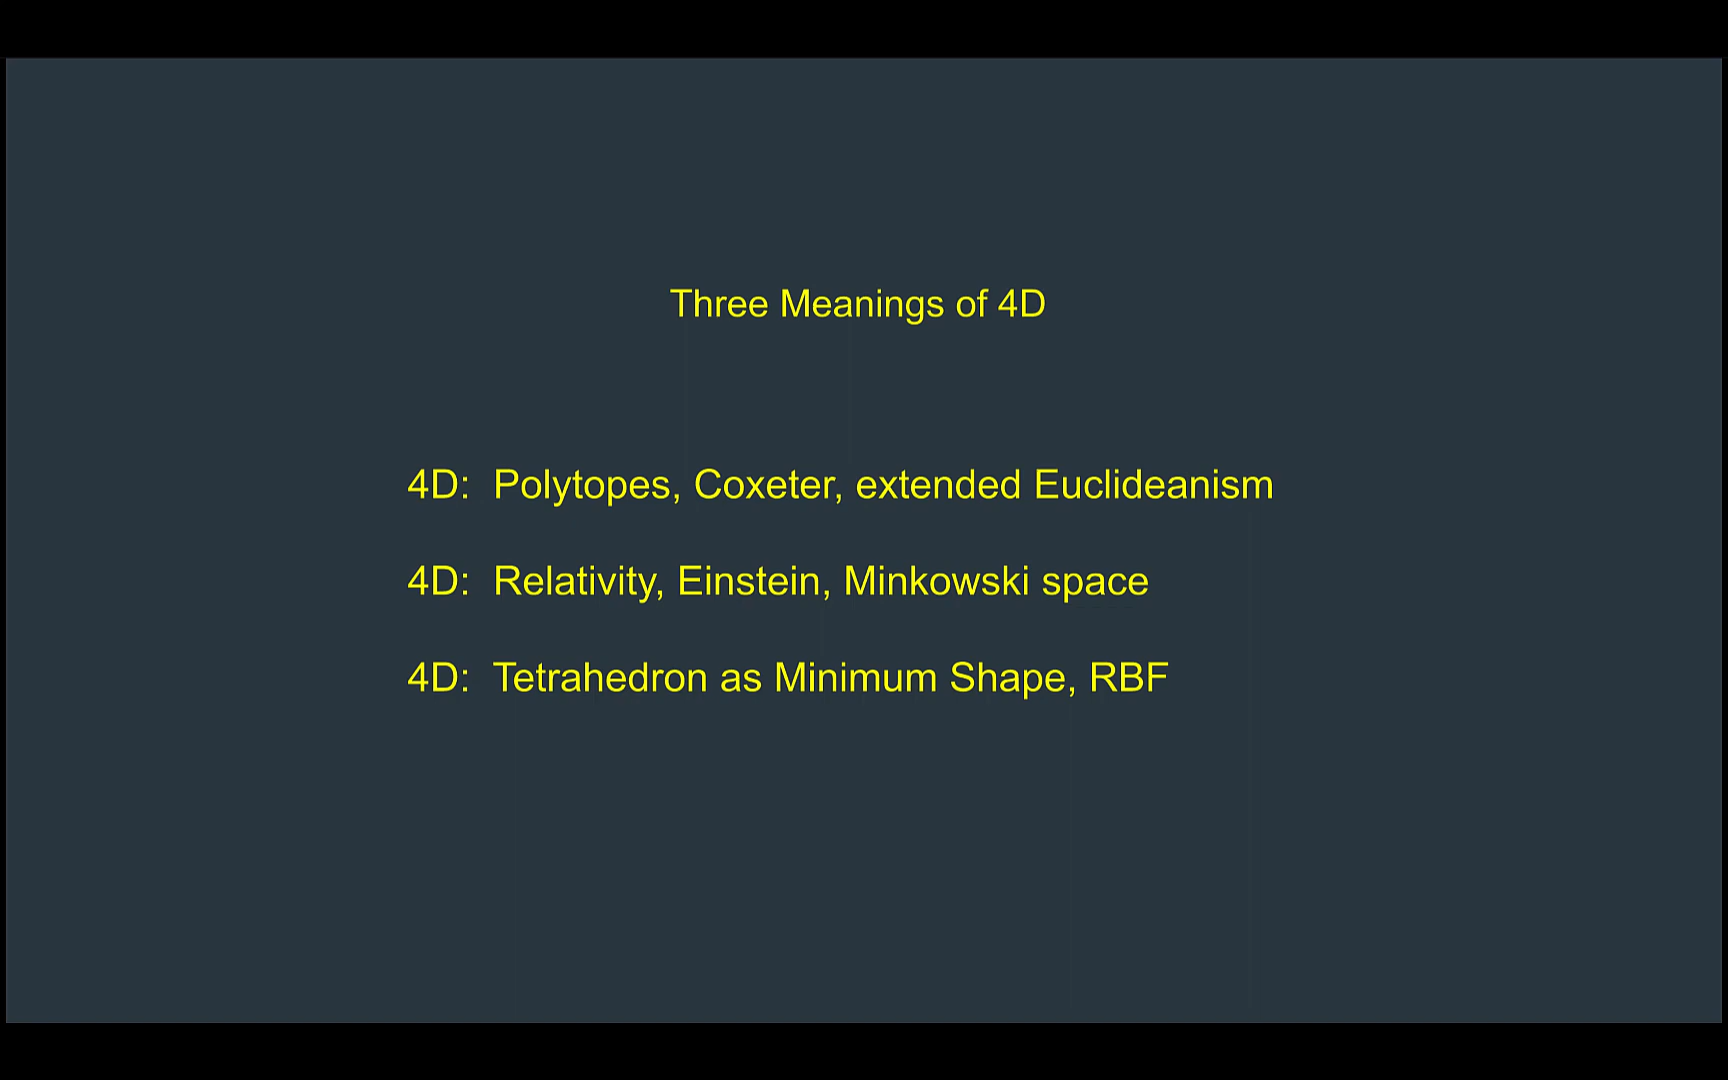 Three Meanings of 4D
4D: Polytopes, Coxeter, extended Euclideanism
4D: Relativity, Einstein, Minkowski space
4D: Tetrahedron as Minimum Shape, RBF